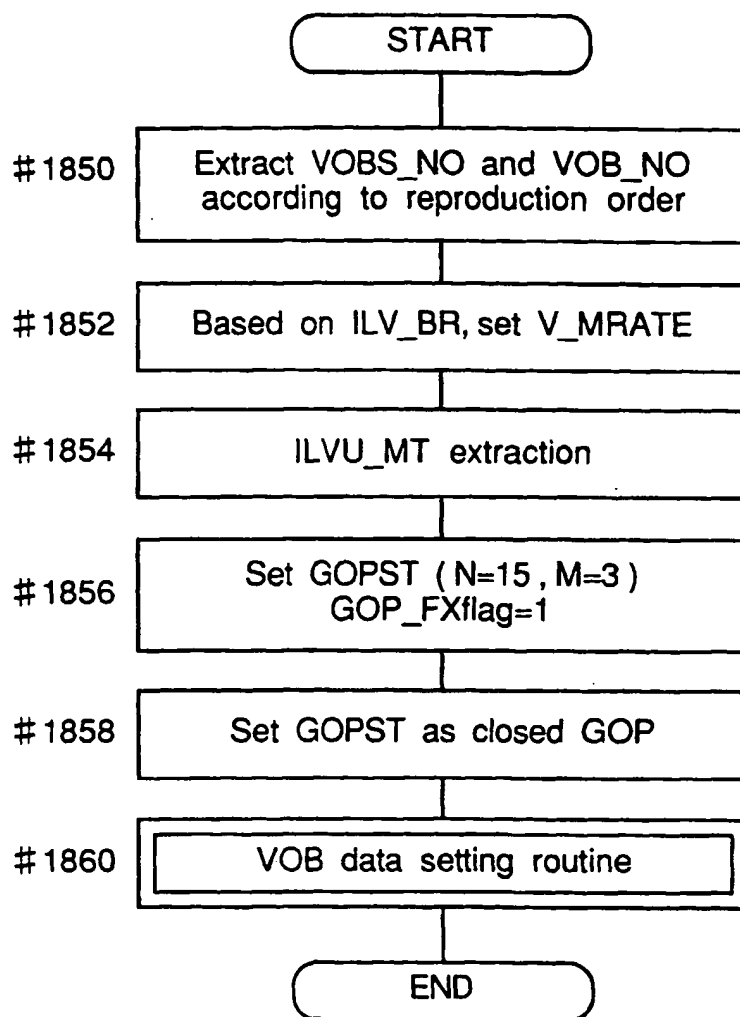 START
#1850
Extract VOBS_NO and VOB_NO
according to reproduction order
#1852
Based on ILV_BR, set V_MRATE
#1854
ILVU_MT extraction
#1856
Set GOPST (N=15, M=3)
GOP_FXflag=1
#1858
Set GOPST as closed GOP
#1860
VOB data setting routine
END